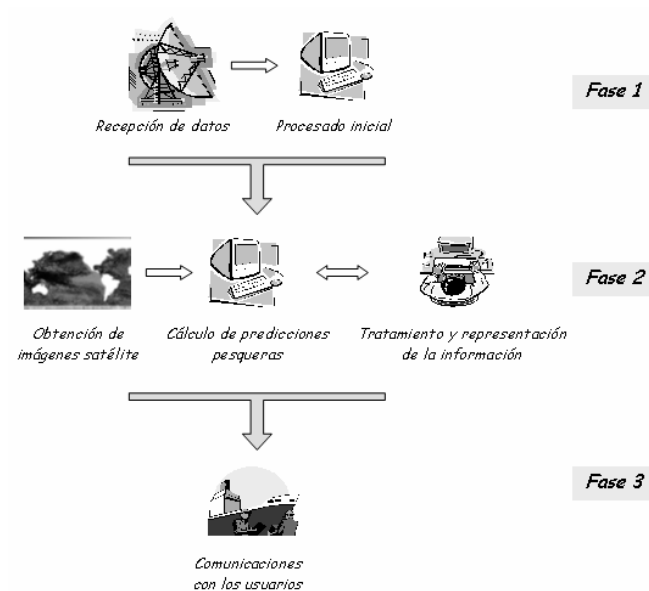 Fase 1
Recepción de datos
Procesado inicial
Fase 2
Obtención de
imágenes satélite
Cálculo de predicciones
pesqueras
Tratamiento y representación
de la información
Fase 3
Comunicaciones
con los usuarios